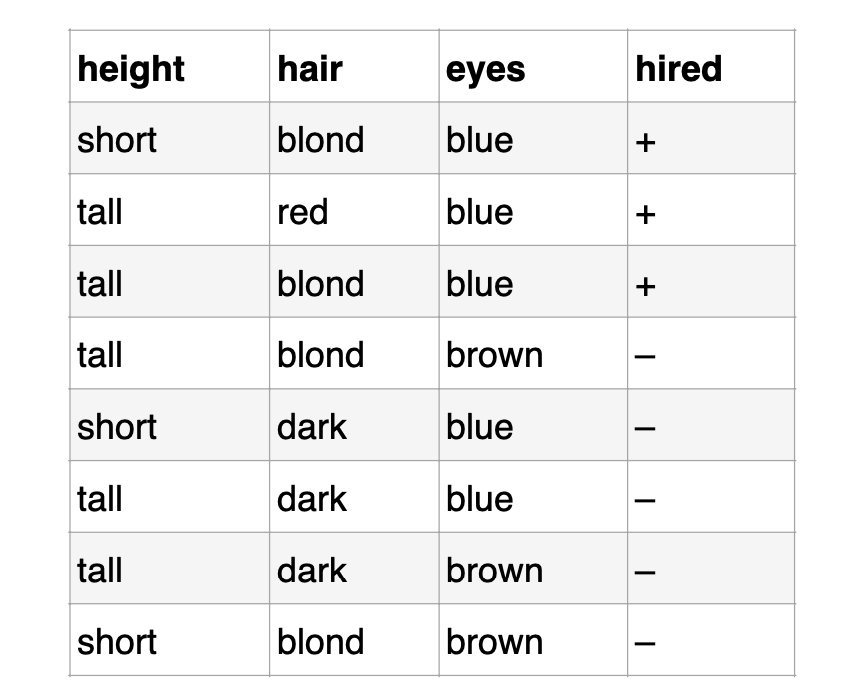 height hair eyes hired
short blond blue +
tall red blue +
tall blond blue +
tall blond brown –
short dark blue –
tall dark blue –
tall dark brown –
short blond brown –